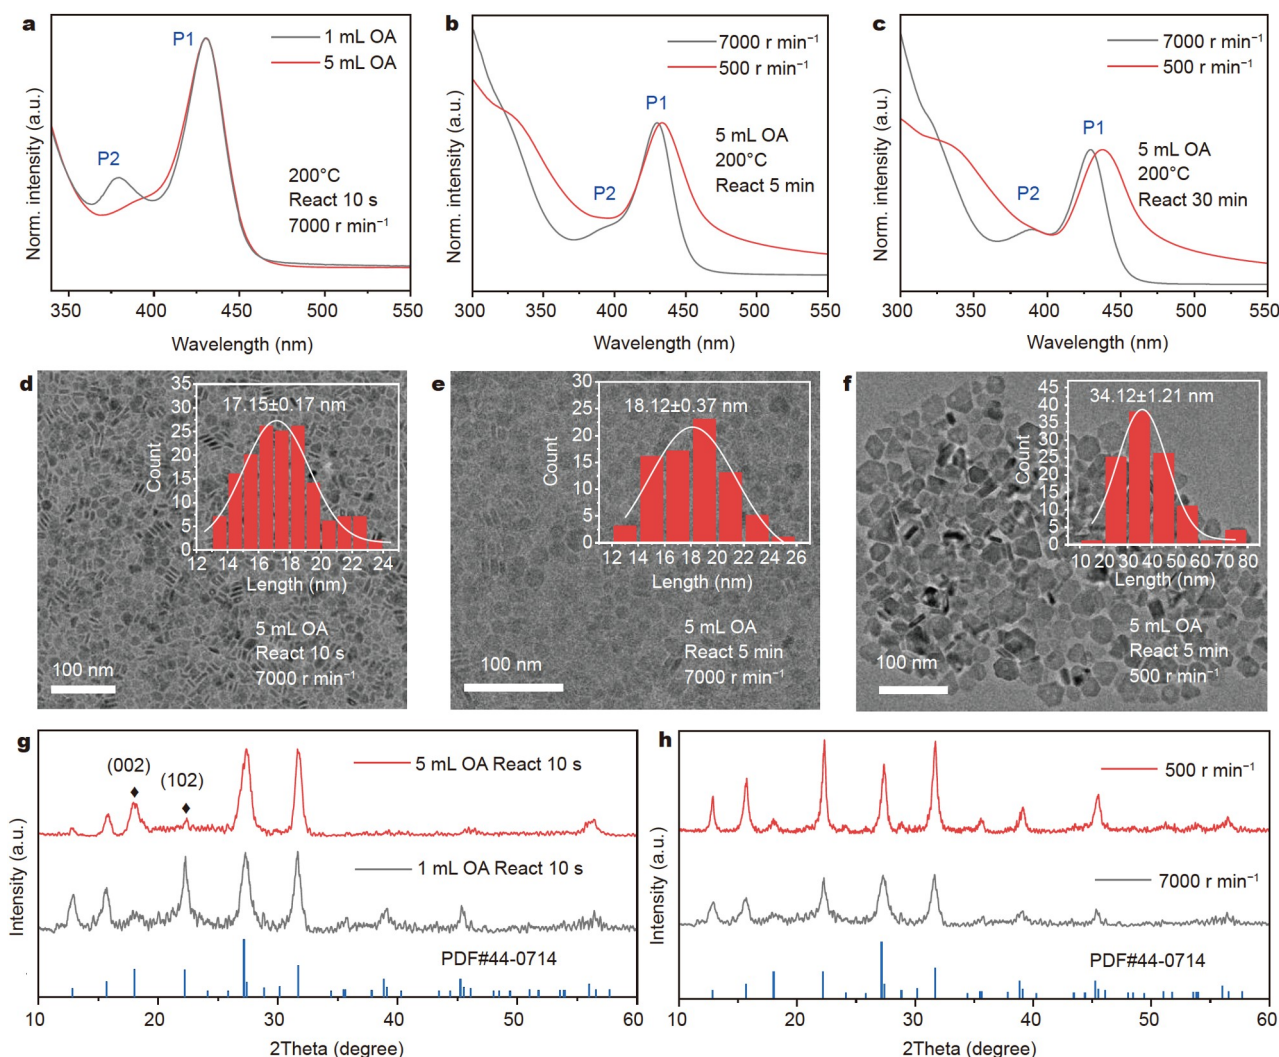 a
P1
1 mL OA
5 mL OA
P2
200°C
React 10 s
7000 r min⁻¹
Norm. intensity (a.u.)
350 400 450 500 550
Wavelength (nm)
b
7000 r min⁻¹
500 r min⁻¹
P1
5 mL OA
200°C
React 5 min
P2
Norm. intensity (a.u.)
300 350 400 450 500 550
Wavelength (nm)
c
7000 r min⁻¹
500 r min⁻¹
P1
5 mL OA
200°C
React 30 min
P2
Norm. intensity (a.u.)
300 350 400 450 500 550
Wavelength (nm)
d
17.15±0.17 nm
Count
35
30
25
20
15
10
5
0
12 14 16 18 20 22 24
Length (nm)
5 mL OA
React 10 s
7000 r min⁻¹
100 nm
e
18.12±0.37 nm
Count
30
25
20
15
10
5
0
12 14 16 18 20 22 24 26
Length (nm)
5 mL OA
React 5 min
7000 r min⁻¹
100 nm
f
34.12±1.21 nm
Count
45
40
35
30
25
20
15
10
5
0
10 20 30 40 50 60 70 80
Length (nm)
5 mL OA
React 5 min
500 r min⁻¹
100 nm
g
(002)
(102)
5 mL OA React 10 s
1 mL OA React 10 s
PDF#44-0714
Intensity (a.u.)
10 20 30 40 50 60
2Theta (degree)
h
500 r min⁻¹
7000 r min⁻¹
PDF#44-0714
Intensity (a.u.)
10 20 30 40 50 60
2Theta (degree)